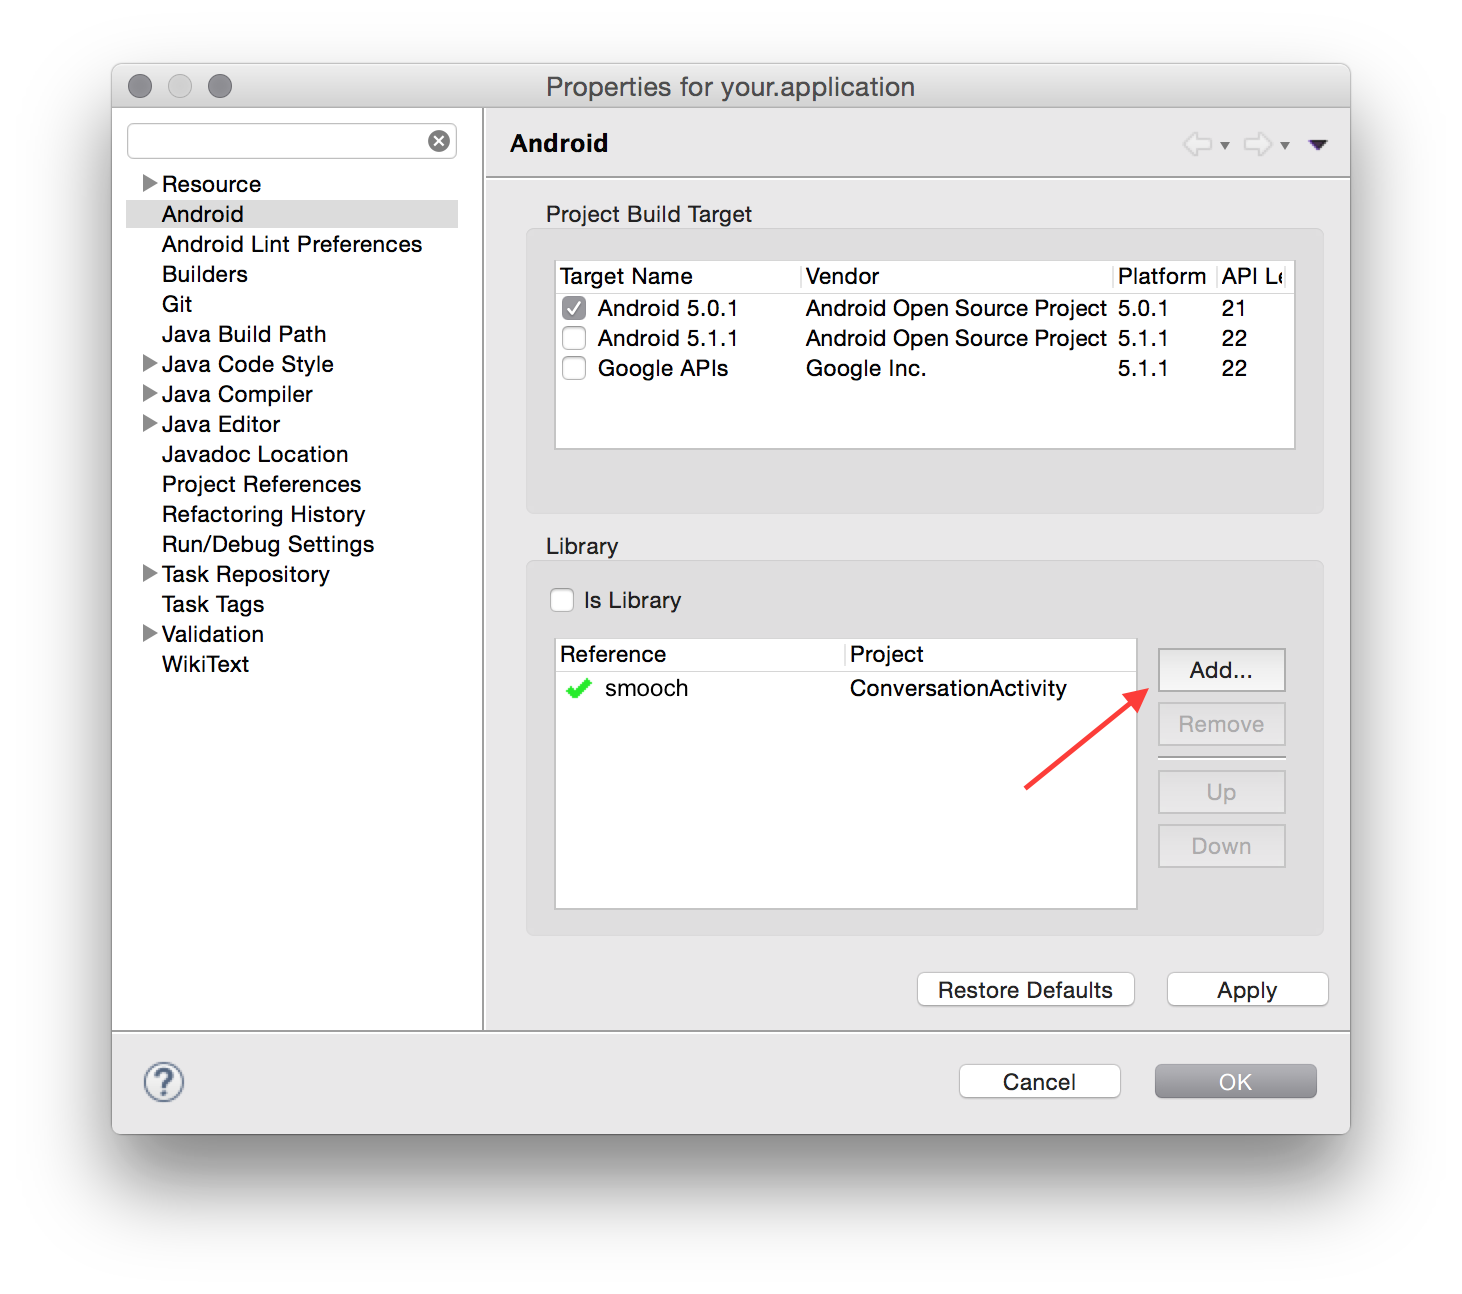 Properties for your.application
Resource
Android
Android Lint Preferences
Builders
Git
Java Build Path
Java Code Style
Java Compiler
Java Editor
Javadoc Location
Project References
Refactoring History
Run/Debug Settings
Task Repository
Task Tags
Validation
WikiText
Android
Project Build Target
Target Name Vendor Platform API Le
Android 5.0.1 Android Open Source Project 5.0.1 21
Android 5.1.1 Android Open Source Project 5.1.1 22
Google APIs Google Inc. 5.1.1 22
Library
Is Library
Reference Project
smooch ConversationActivity
Add...
Remove
Up
Down
Restore Defaults Apply
? Cancel OK